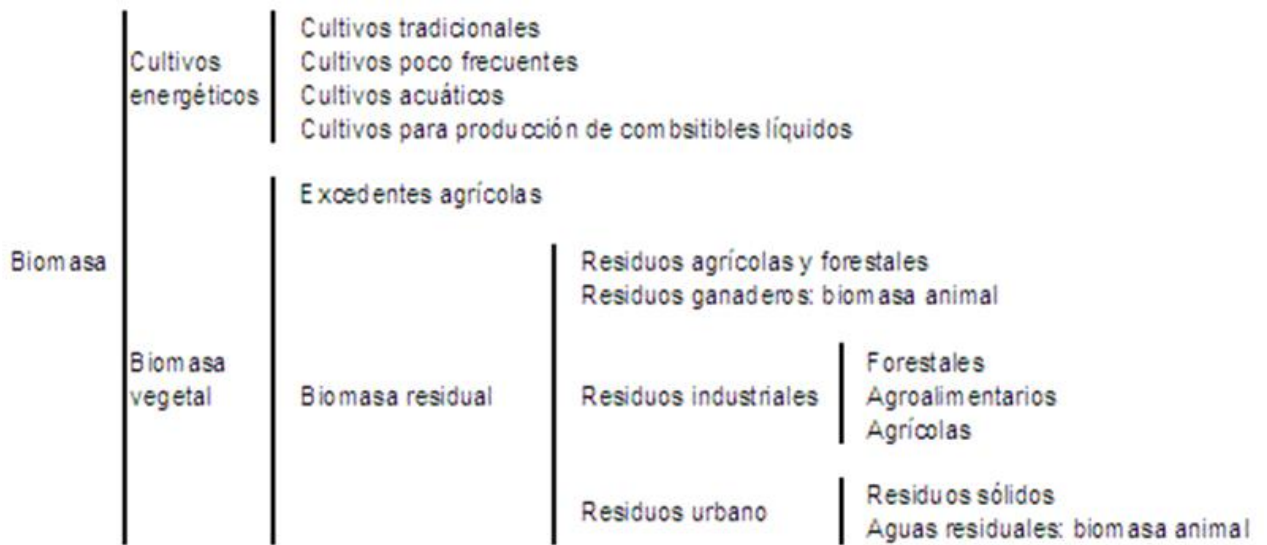 Cultivos tradicionales
Cultivos
Cultivos poco frecuentes
energéticos
Cultivos acuáticos
Cultivos para producción de combsitibles líquidos
Excedentes agrícolas
Biomasa
Residuos agrícolas y forestales
Residuos ganaderos: biomasa animal
Biomasa
vegetal
Biomasa residual
Residuos industriales
Forestales
Agroalimentarios
Agrícolas
Residuos urbano
Residuos sólidos
Aguas residuales: biomasa animal